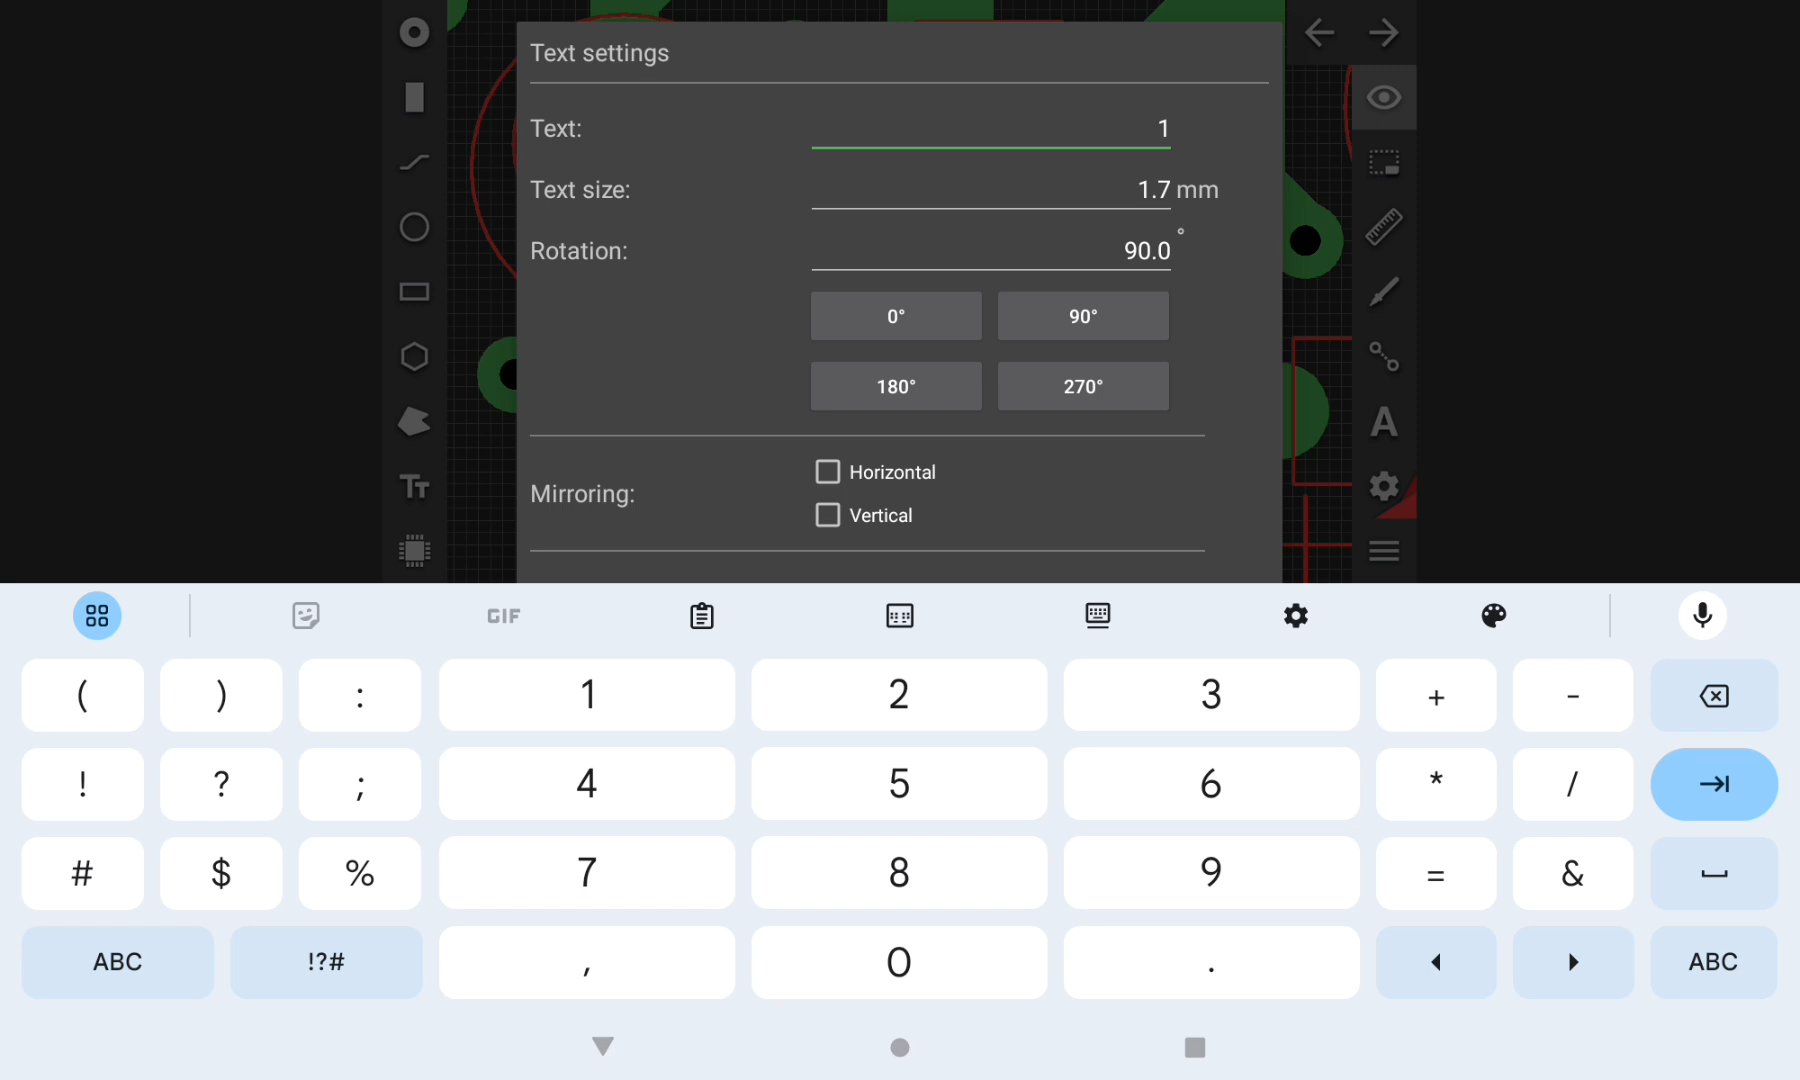 Text settings
Text: 1
Text size: 1.7 mm
Rotation: 90.0 °
0° 90°
180° 270°
Mirroring:
Horizontal
Vertical
A
Tт
GIF
( ) : 1 2 3 + -
! ? ; 4 5 6 * /
# $ % 7 8 9 = &
ABC !?# , 0 . ABC